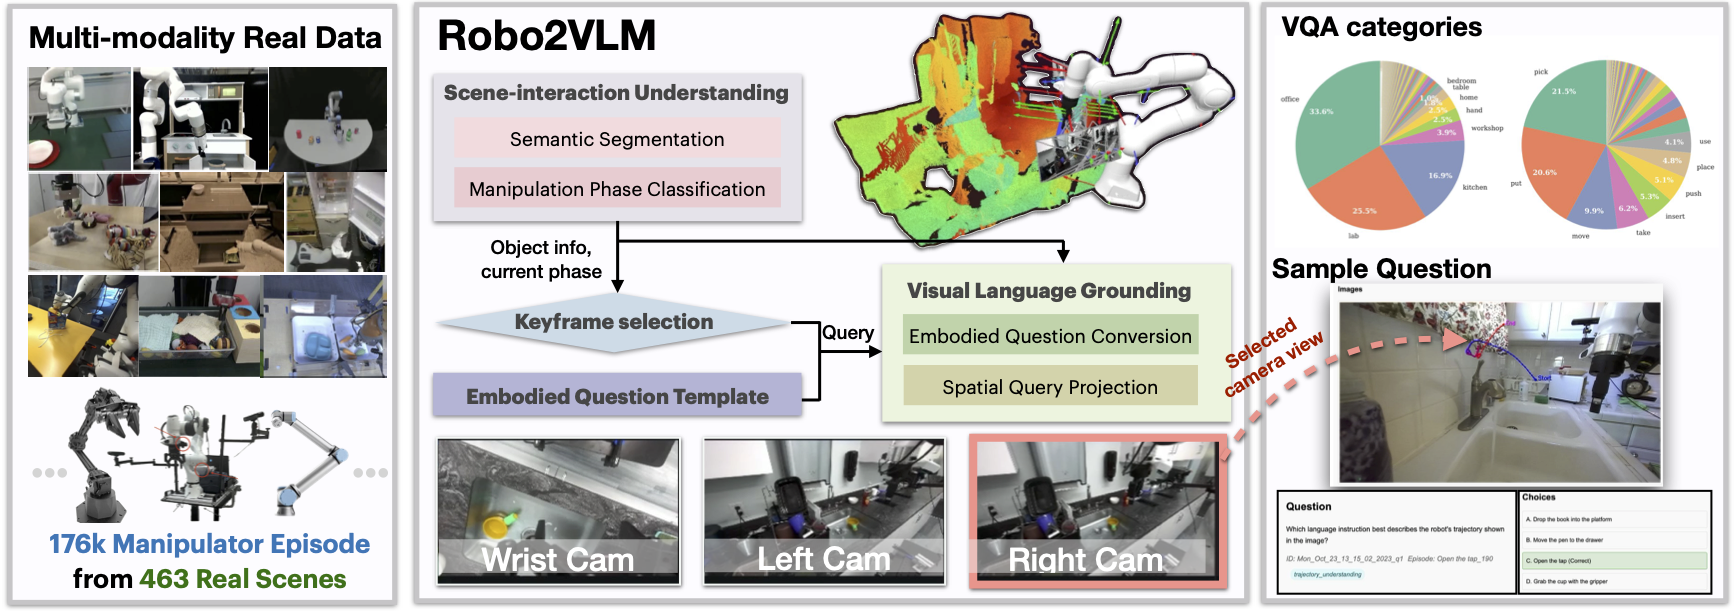 Multi-modality Real Data
176k Manipulator Episode
from 463 Real Scenes
Robo2VLM
Scene-interaction Understanding
Semantic Segmentation
Manipulation Phase Classification
Object info,
current phase
Keyframe selection
Embodied Question Template
Query
Visual Language Grounding
Embodied Question Conversion
Spatial Query Projection
Wrist Cam
Left Cam
Right Cam
Selected
camera view
VQA categories
office
33.6%
lab
25.5%
kitchen
16.9%
workshop
3.9%
hand
2.5%
home
2.5%
table
bedroom
pick
21.5%
put
20.6%
move
9.9%
take
6.2%
insert
5.3%
push
5.1%
place
4.8%
use
4.1%
Sample Question
Images
End
Start
Question
Which language instruction best describes the robot's trajectory shown
in the image?
ID: Mon_Oct_23_13_15_02_2023_q1 Episode: Open the tap_190
trajectory_understanding
Choices
A. Drop the book into the platform
B. Move the pen to the drawer
C. Open the tap (Correct)
D. Grab the cup with the gripper